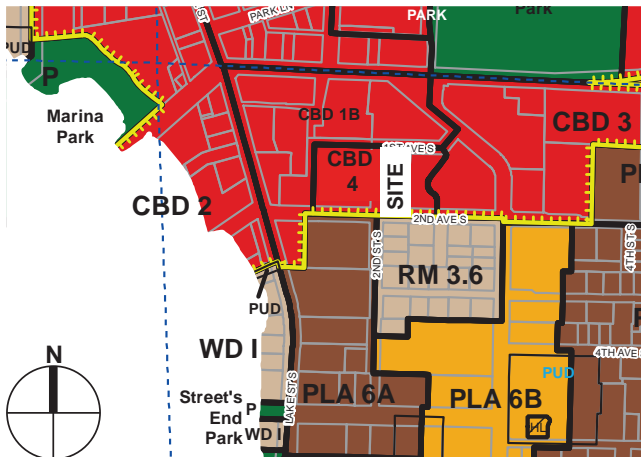 ST
PARK LN
PARK
Park
PUD
P
Marina
Park
CBD 1B
CBD 3
1ST AVE S
CBD
4
SITE
CBD 2
2ND AVE S
2ND ST S
4TH ST S
RM 3.6
PUD
WD I
4TH AVE S
PUD
N
Street's
End
Park
P
WD I
LAKE ST S
PLA 6A
PLA 6B
HL